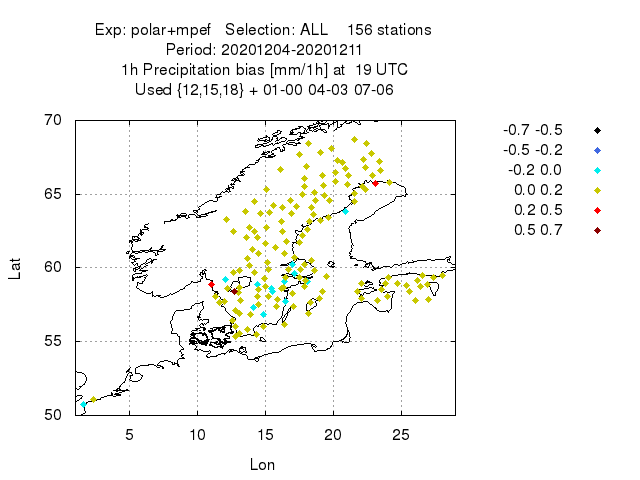 Exp: polar+mpef   Selection: ALL    156 stations
Period: 20201204-20201211
1h Precipitation bias [mm/1h] at  19 UTC
Used {12,15,18} + 01-00 04-03 07-06
70
65
60
55
50
Lat
5 10 15 20 25
Lon
-0.7 -0.5
-0.5 -0.2
-0.2 0.0
0.0 0.2
0.2 0.5
0.5 0.7